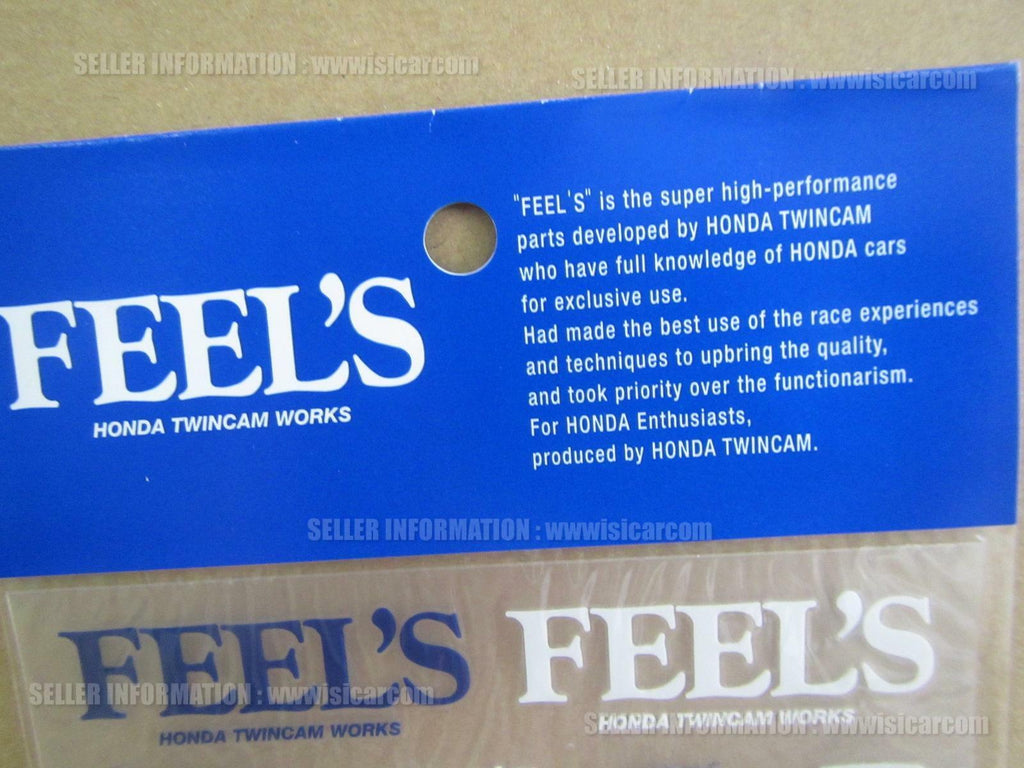 SELLER INFORMATION : wwwisicarcom
SELLER INFORMATION : wwwisicarcom
"FEEL'S" is the super high-performance
parts developed by HONDA TWINCAM
who have full knowledge of HONDA cars
for exclusive use.
Had made the best use of the race experiences
and techniques to upbring the quality,
and took priority over the functionarism.
For HONDA Enthusiasts,
produced by HONDA TWINCAM.
FEEL'S
HONDA TWINCAM WORKS
SELLER INFORMATION : wwwisicarcom
FEEL'S
HONDA TWINCAM WORKS
FEEL'S
HONDA TWINCAM WORKS
SELLER INFORMATION : wwwisicarcom
SELLER INFORMATION : wwwisicarcom